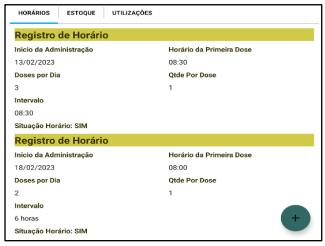 HORÁRIOS ESTOQUE UTILIZAÇÕES
Registro de Horário
Inicio da Administração Horário da Primeira Dose
13/02/2023 08:30
Doses por Dia Qtde Por Dose
3 1
Intervalo
08:30
Situação Horário: SIM
Registro de Horário
Inicio da Administração Horário da Primeira Dose
18/02/2023 08:00
Doses por Dia Qtde Por Dose
2 1
Intervalo
6 horas
Situação Horário: SIM
+